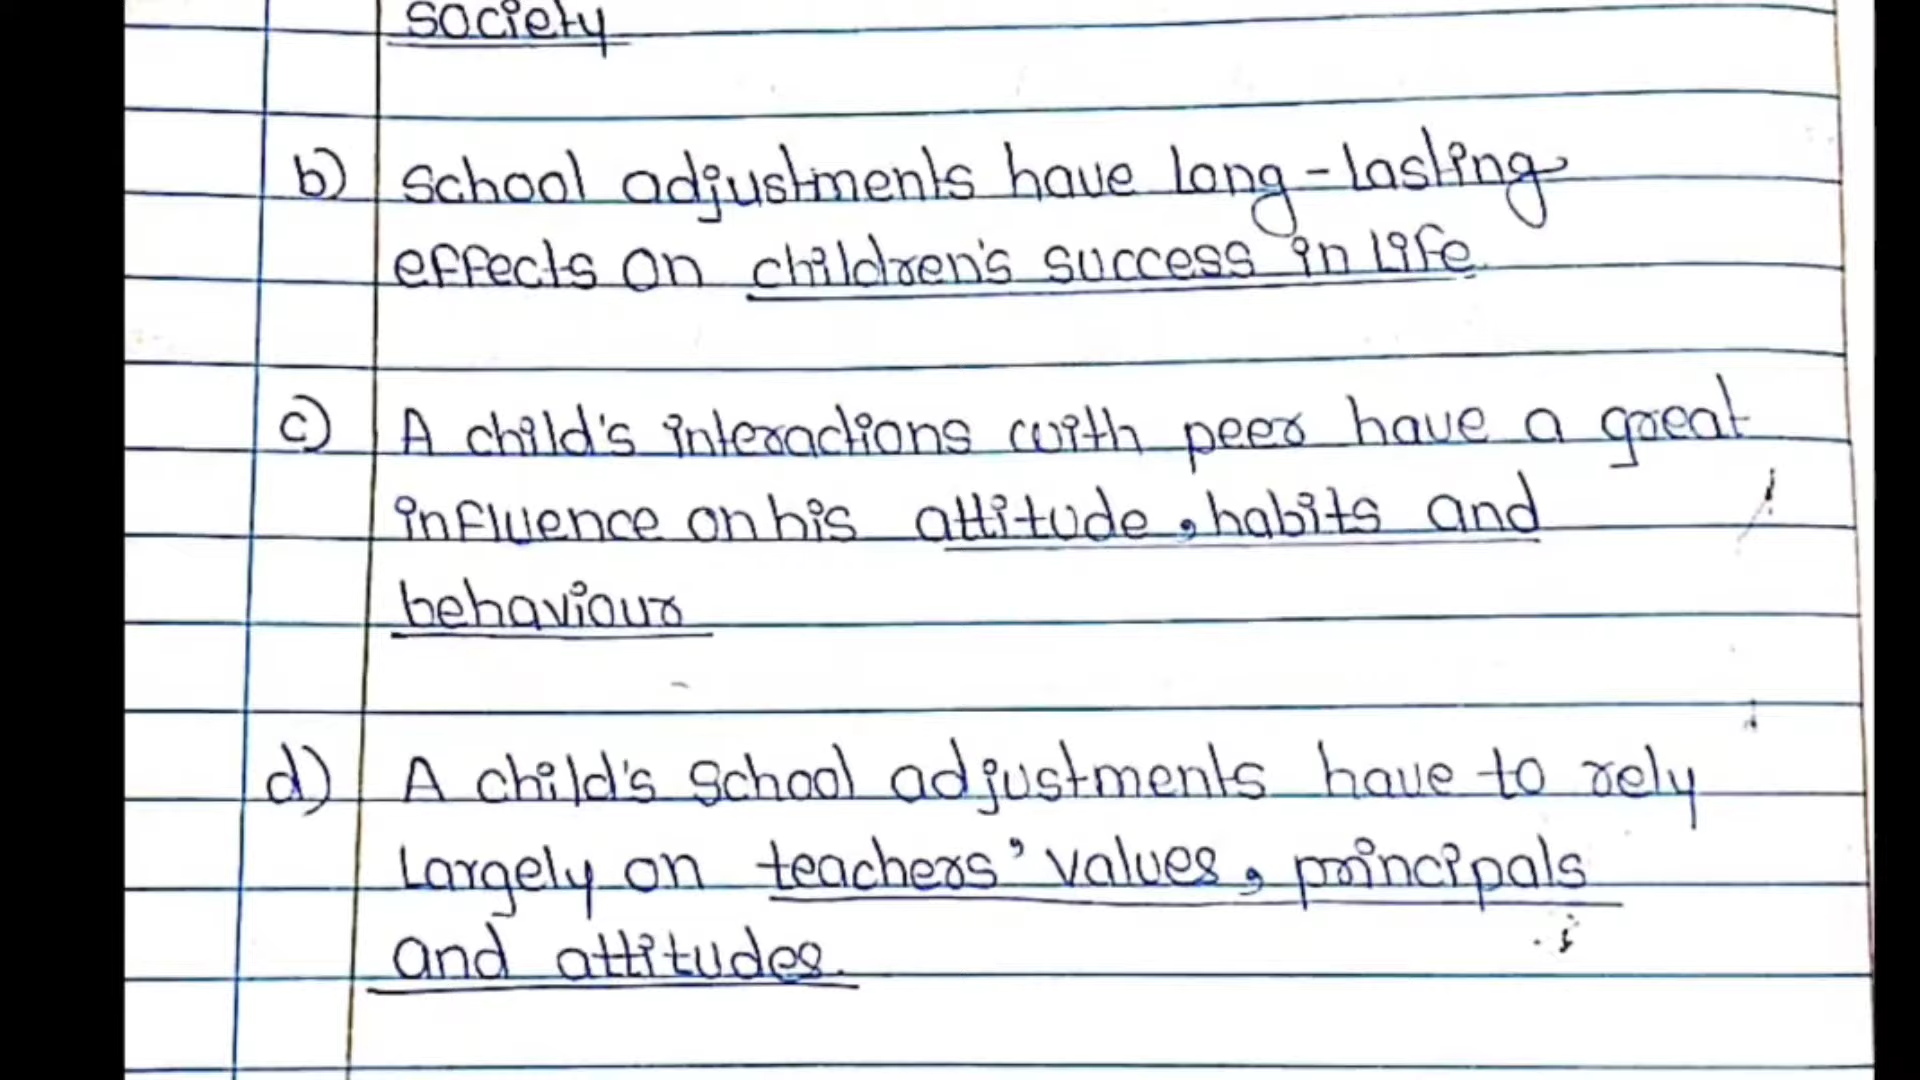 society
b) School adjustments have long-lasting
effects on children's success in life.
c) A child's interactions with peer have a great
influence on his attitude, habits and
behaviour
d) A child's school adjustments have to rely
Largely on teachers' values, principals
and attitudes.